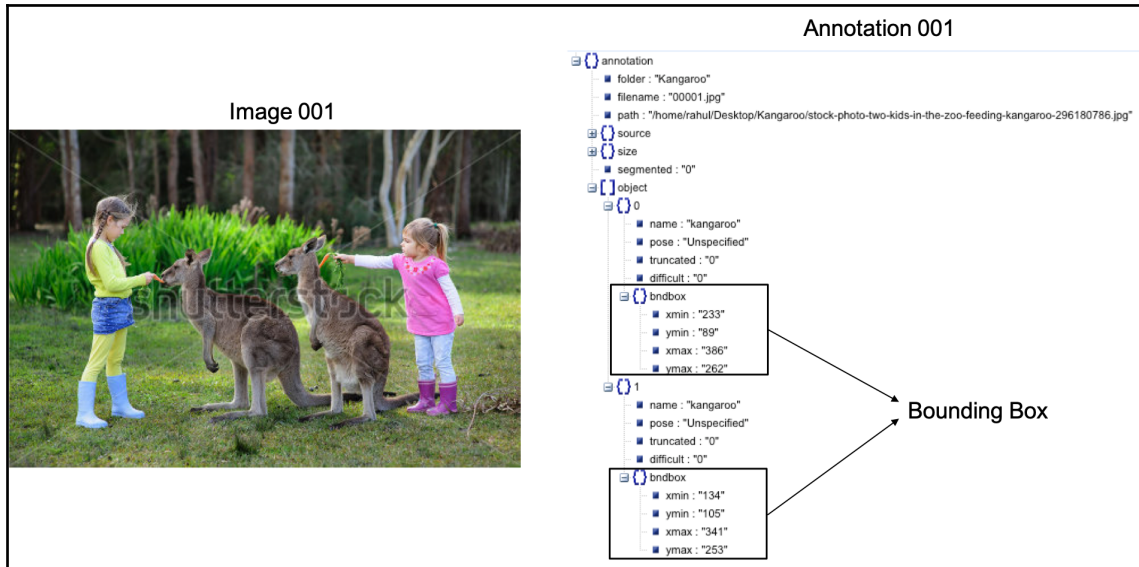 Annotation 001
annotation
folder : "Kangaroo"
filename : "00001.jpg"
path : "/home/rahul/Desktop/Kangaroo/stock-photo-two-kids-in-the-zoo-feeding-kangaroo-296180786.jpg"
source
size
segmented : "0"
object
0
name : "kangaroo"
pose : "Unspecified"
truncated : "0"
difficult : "0"
bndbox
xmin : "233"
ymin : "89"
xmax : "386"
ymax : "262"
1
name : "kangaroo"
pose : "Unspecified"
truncated : "0"
difficult : "0"
bndbox
xmin : "134"
ymin : "105"
xmax : "341"
ymax : "253"
Image 001
shutterstock
Bounding Box